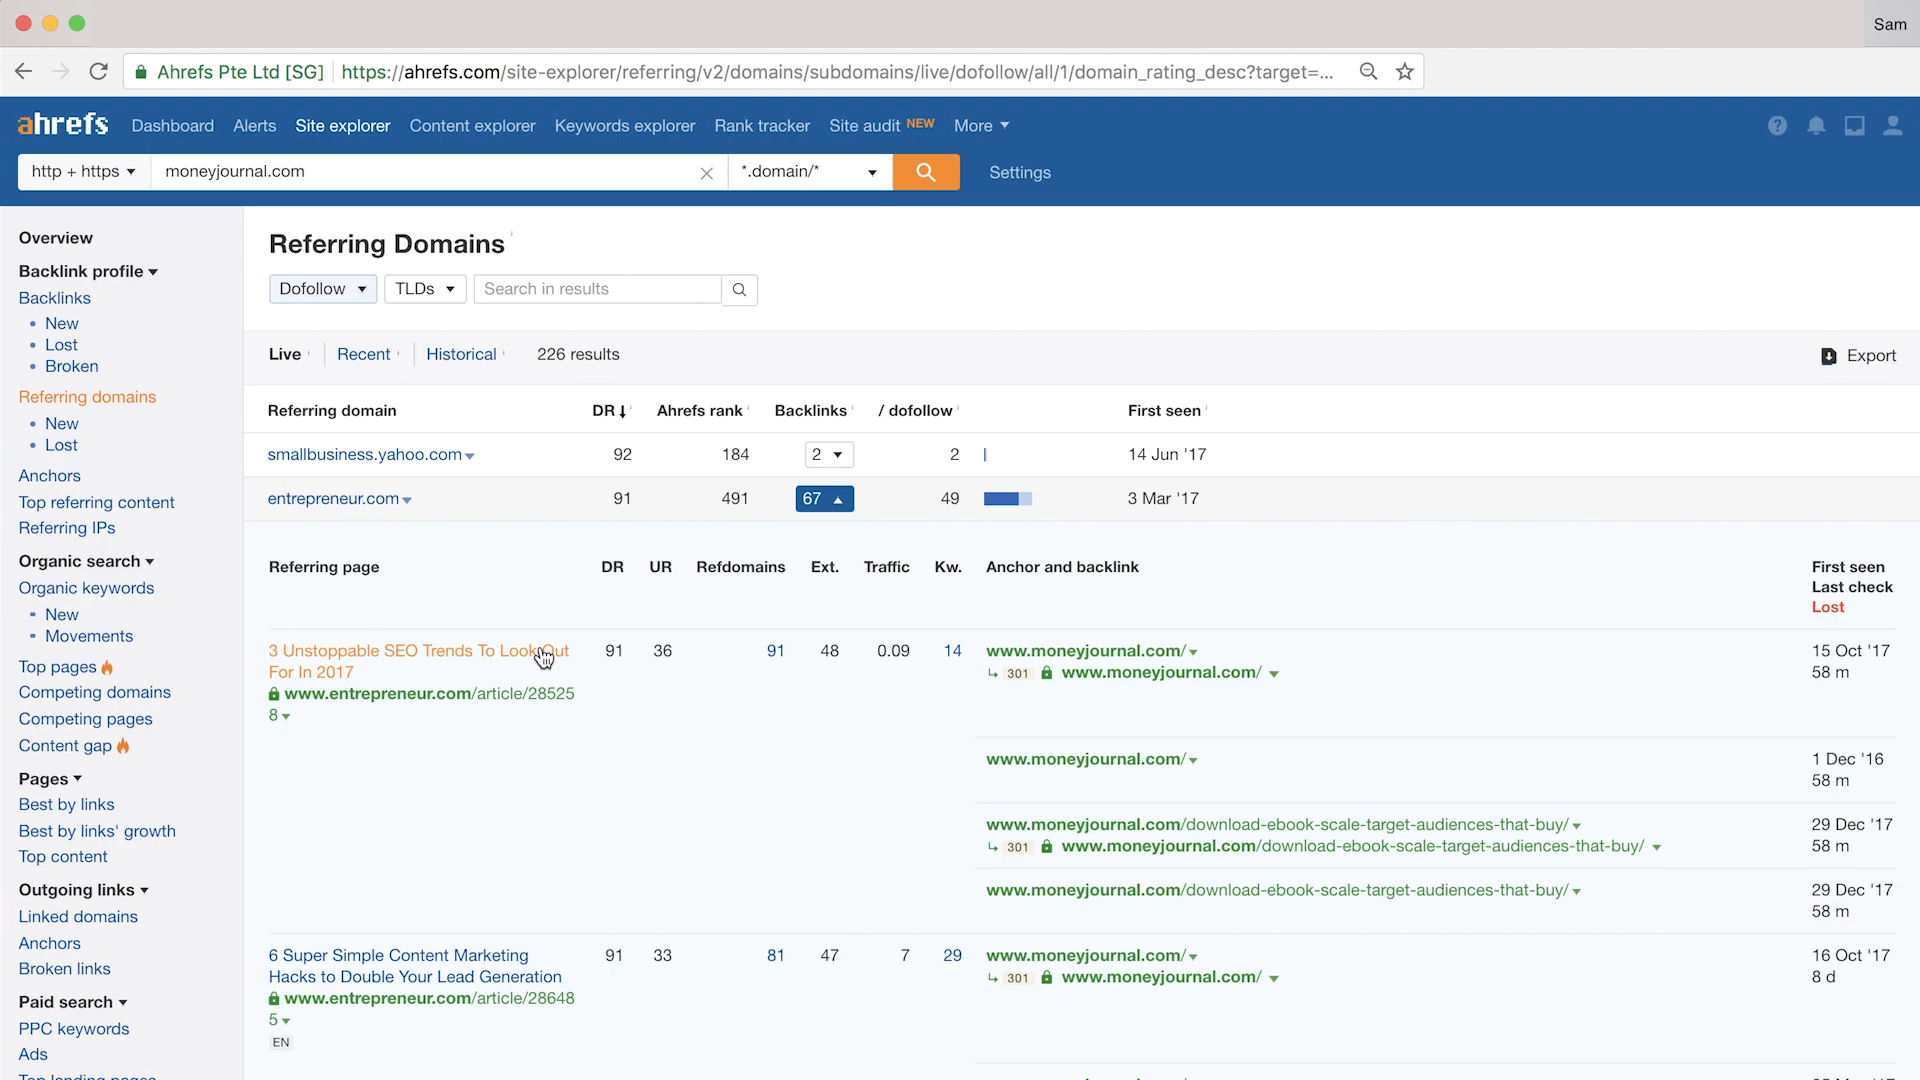 Sam
Ahrefs Pte Ltd [SG]
https://ahrefs.com/site-explorer/referring/v2/domains/subdomains/live/dofollow/all/1/domain_rating_desc?target=...
ahrefs Dashboard Alerts Site explorer Content explorer Keywords explorer Rank tracker Site audit NEW More
http + https moneyjournal.com *.domain/* Settings
Overview
Backlink profile
Backlinks
New
Lost
Broken
Referring domains
New
Lost
Anchors
Top referring content
Referring IPs
Organic search
Organic keywords
New
Movements
Top pages
Competing domains
Competing pages
Content gap
Pages
Best by links
Best by links' growth
Top content
Outgoing links
Linked domains
Anchors
Broken links
Paid search
PPC keywords
Ads
Top landing pages
Referring Domains
Dofollow TLDs Search in results
Live Recent Historical 226 results Export
Referring domain DR Ahrefs rank Backlinks / dofollow First seen
smallbusiness.yahoo.com 92 184 2 2 14 Jun '17
entrepreneur.com 91 491 67 49 3 Mar '17
Referring page DR UR Refdomains Ext. Traffic Kw. Anchor and backlink First seen
Last check
Lost
3 Unstoppable SEO Trends To Look Out 91 36 91 48 0.09 14 www.moneyjournal.com/ 15 Oct '17
For In 2017 301 www.moneyjournal.com/ 58 m
www.entrepreneur.com/article/28525
8
www.moneyjournal.com/ 1 Dec '16
58 m
www.moneyjournal.com/download-ebook-scale-target-audiences-that-buy/ 29 Dec '17
301 www.moneyjournal.com/download-ebook-scale-target-audiences-that-buy/ 58 m
www.moneyjournal.com/download-ebook-scale-target-audiences-that-buy/ 29 Dec '17
58 m
6 Super Simple Content Marketing 91 33 81 47 7 29 www.moneyjournal.com/ 16 Oct '17
Hacks to Double Your Lead Generation 301 www.moneyjournal.com/ 8 d
www.entrepreneur.com/article/28648
5
EN